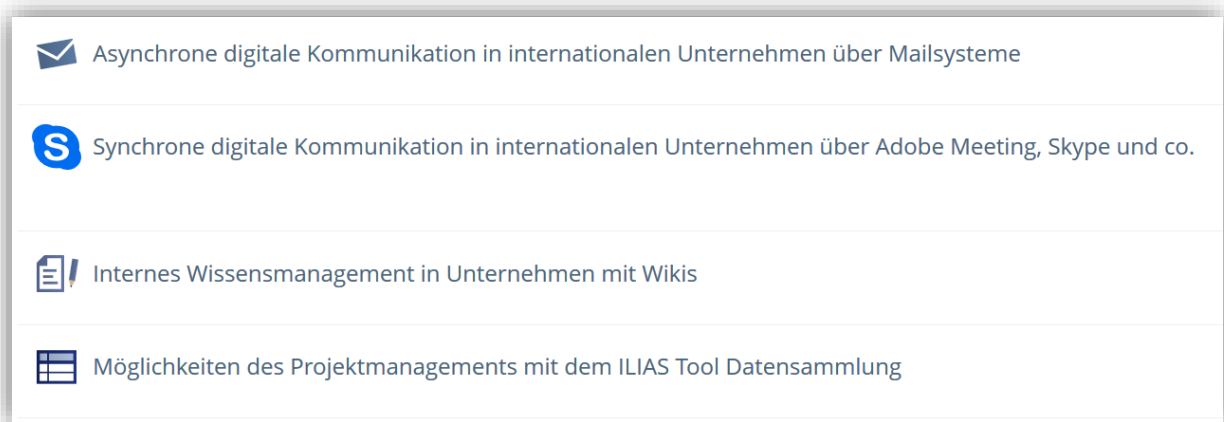 Asynchrone digitale Kommunikation in internationalen Unternehmen über Mailsysteme
Synchrone digitale Kommunikation in internationalen Unternehmen über Adobe Meeting, Skype und co.
Internes Wissensmanagement in Unternehmen mit Wikis
Möglichkeiten des Projektmanagements mit dem ILIAS Tool Datensammlung